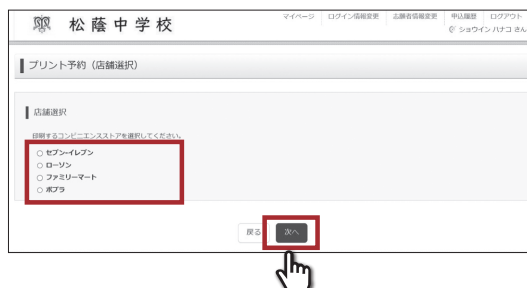 松蔭中学校
マイページ ログイン情報変更 志願者情報変更 申込履歴 ログアウト
ショウイン ハナコ さん
プリント予約（店舗選択）
店舗選択
印刷するコンビニエンスストアを選択してください。
セブン-イレブン
ローソン
ファミリーマート
ポプラ
戻る 次へ